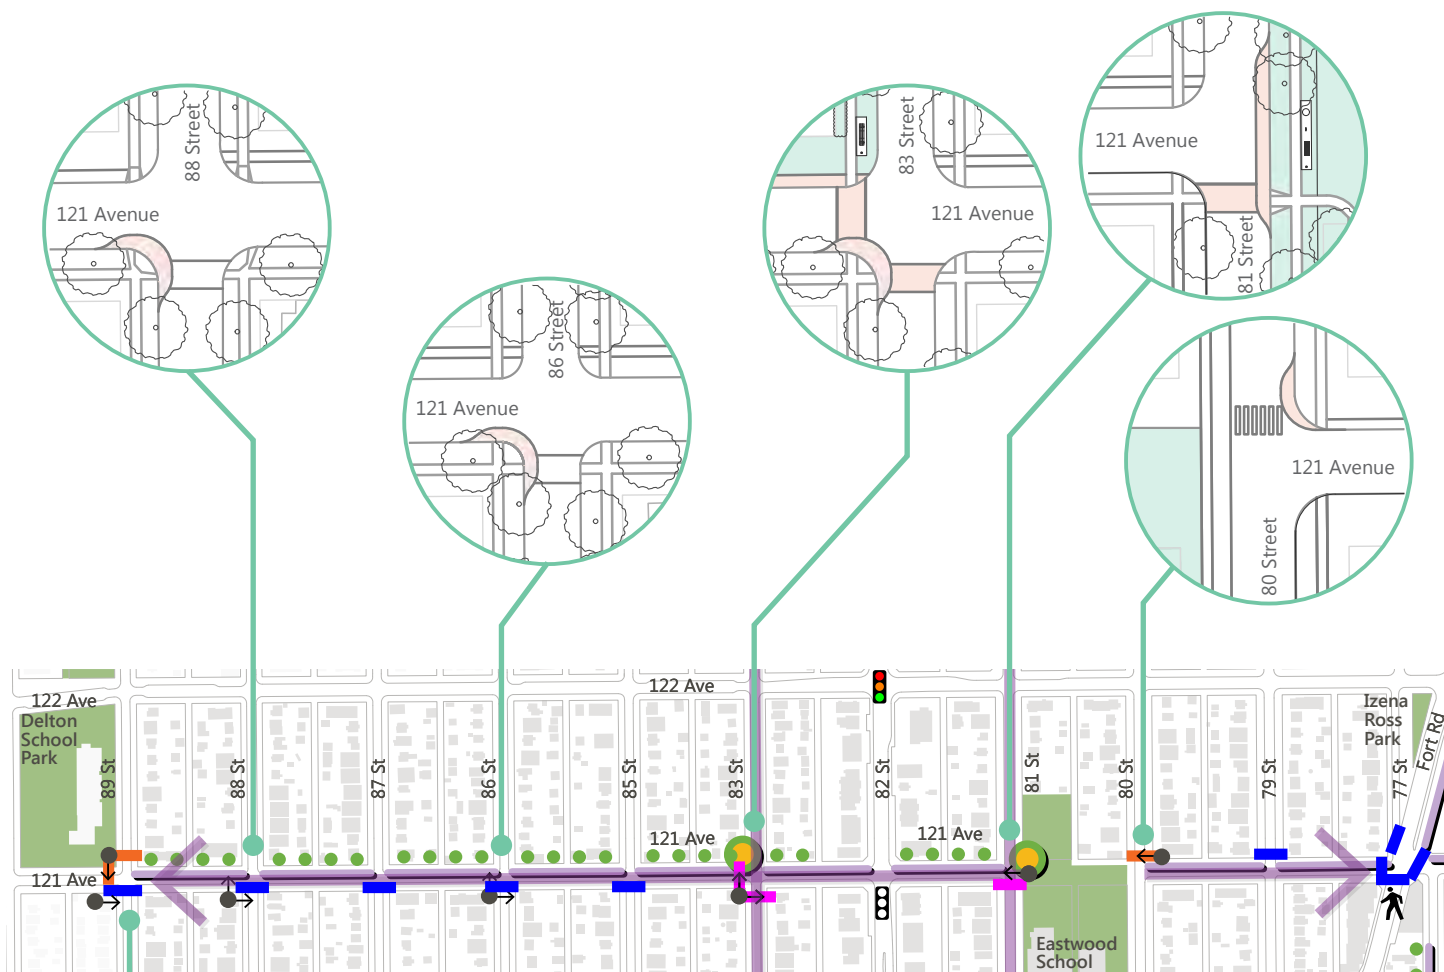 88 Street
121 Avenue
86 Street
121 Avenue
83 Street
121 Avenue
121 Avenue
81 Street
121 Avenue
80 Street
122 Ave
Delton
School
Park
122 Ave
Izena
Ross
Park
Fort Rd
89 St
88 St
87 St
86 St
85 St
83 St
82 St
81 St
80 St
79 St
77 St
121 Ave
121 Ave
121 Ave
Eastwood
School